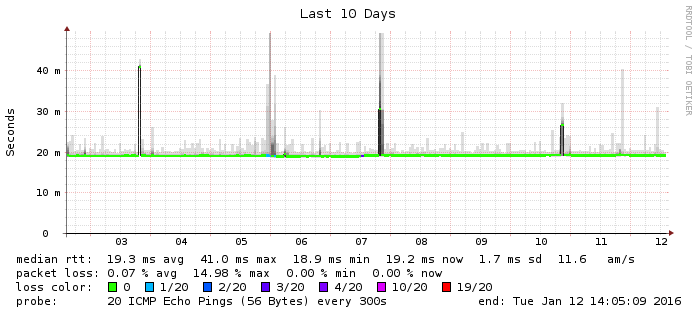 Last 10 Days
RRDTOOL / TOBI OETIKER
Seconds
40 m
30 m
20 m
10 m
0
03 04 05 06 07 08 09 10 11 12
median rtt: 19.3 ms avg 41.0 ms max 18.9 ms min 19.2 ms now 1.7 ms sd 11.6 am/s
packet loss: 0.07 % avg 14.98 % max 0.00 % min 0.00 % now
loss color: 0 1/20 2/20 3/20 4/20 10/20 19/20
probe: 20 ICMP Echo Pings (56 Bytes) every 300s end: Tue Jan 12 14:05:09 2016